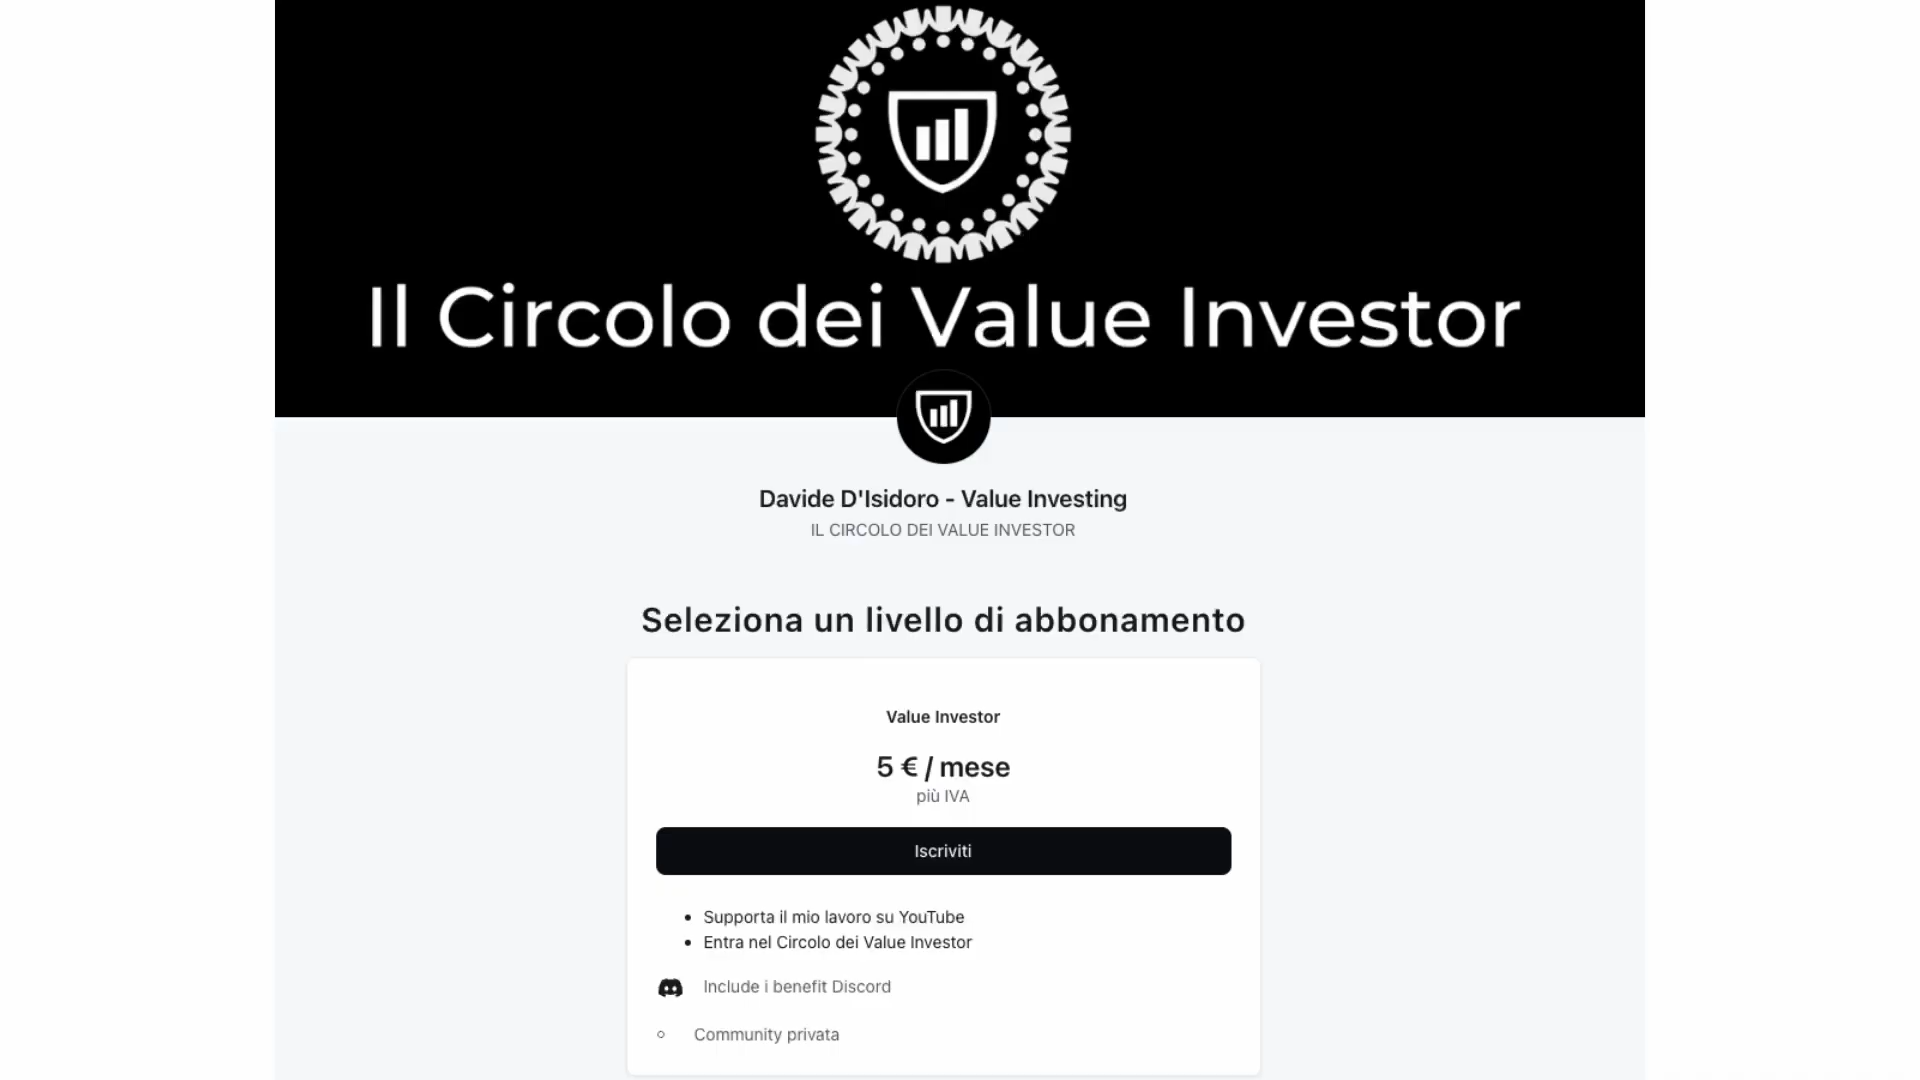 Il Circolo dei Value Investor
Davide D'Isidoro - Value Investing
IL CIRCOLO DEI VALUE INVESTOR
Seleziona un livello di abbonamento
Value Investor
5 € / mese
più IVA
Iscriviti
Supporta il mio lavoro su YouTube
Entra nel Circolo dei Value Investor
Include i benefit Discord
Community privata